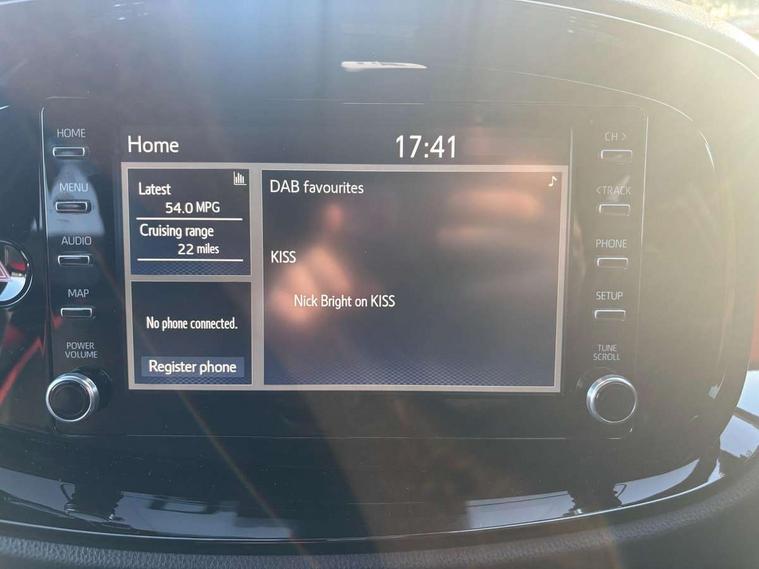 HOME
MENU
AUDIO
MAP
POWER
VOLUME
Home
17:41
Latest
54.0 MPG
Cruising range
22 miles
No phone connected.
Register phone
DAB favourites
KISS
Nick Bright on KISS
CH >
<TRACK
PHONE
SETUP
TUNE
SCROLL